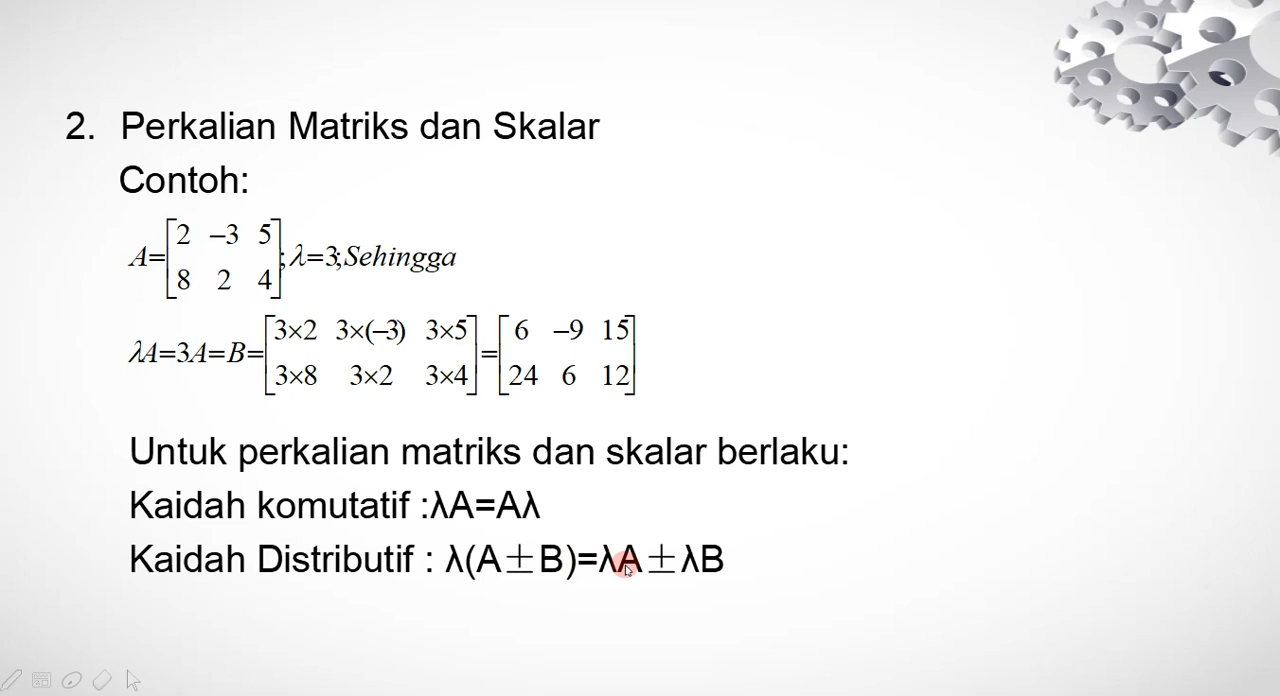 2. Perkalian Matriks dan Skalar
Contoh:
A=[2 –3 5; 8 2 4];λ=3;Sehingga
λA=3A=B=[3×2 3×(–3) 3×5; 3×8 3×2 3×4]=[6 –9 15; 24 6 12]
Untuk perkalian matriks dan skalar berlaku:
Kaidah komutatif :λA=Aλ
Kaidah Distributif : λ(A±B)=λA±λB